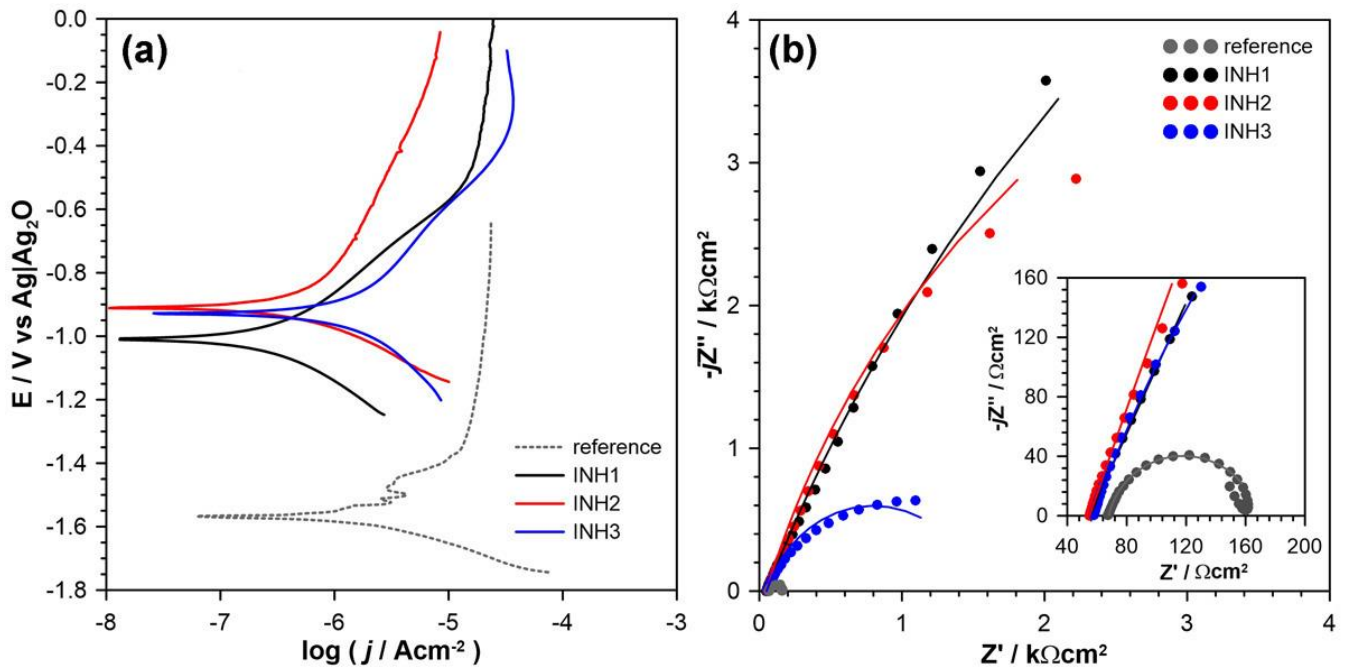 (a)
E / V vs Ag|Ag₂O
0.0
-0.2
-0.4
-0.6
-0.8
-1.0
-1.2
-1.4
-1.6
-1.8
reference
INH1
INH2
INH3
-8 -7 -6 -5 -4 -3
log ( j / Acm⁻²)
(b)
-jZ'' / kΩcm²
4
3
2
1
0
reference
INH1
INH2
INH3
-jZ'' / Ωcm²
160
120
80
40
0
40 80 120 160 200
Z' / Ωcm²
0 1 2 3 4
Z' / kΩcm²